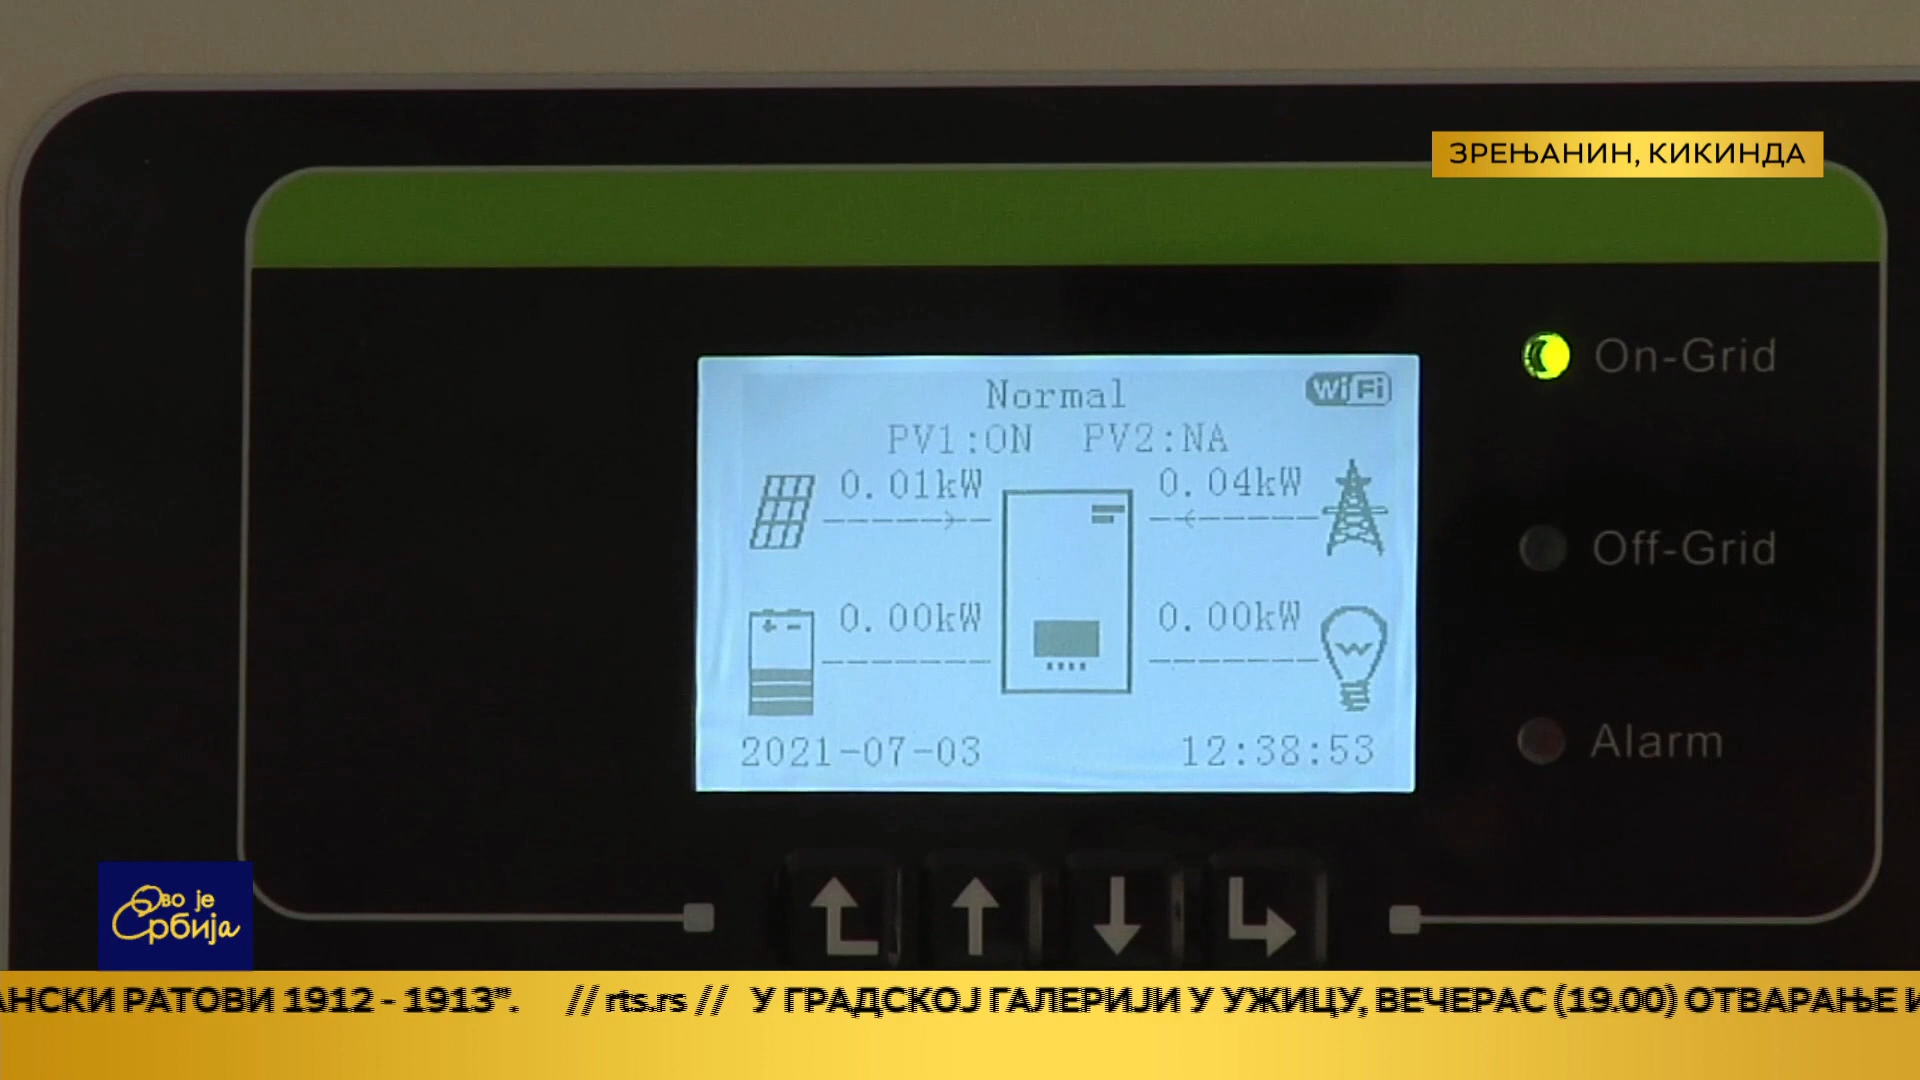 ЗРЕЊАНИН, КИКИНДА
On-Grid
Normal
WiFi
PV1:ON PV2:NA
0.01kW 0.04kW
Off-Grid
0.00kW 0.00kW
Alarm
2021-07-03 12:38:53
Ово је
Србија
АНСКИ РАТОВИ 1912 - 1913". // rts.rs // У ГРАДСКОЈ ГАЛЕРИЈИ У УЖИЦУ, ВЕЧЕРАС (19.00) ОТВАРАЊЕ И